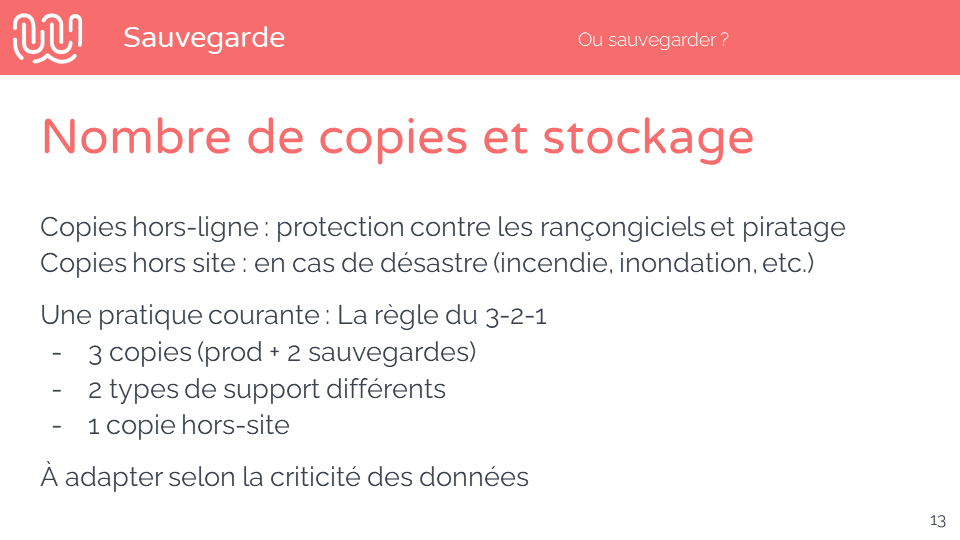 Sauvegarde
Ou sauvegarder ?
Nombre de copies et stockage
Copies hors-ligne : protection contre les rançongiciels et piratage
Copies hors site : en cas de désastre (incendie, inondation, etc.)
Une pratique courante : La règle du 3-2-1
- 3 copies (prod + 2 sauvegardes)
- 2 types de support différents
- 1 copie hors-site
À adapter selon la criticité des données
13